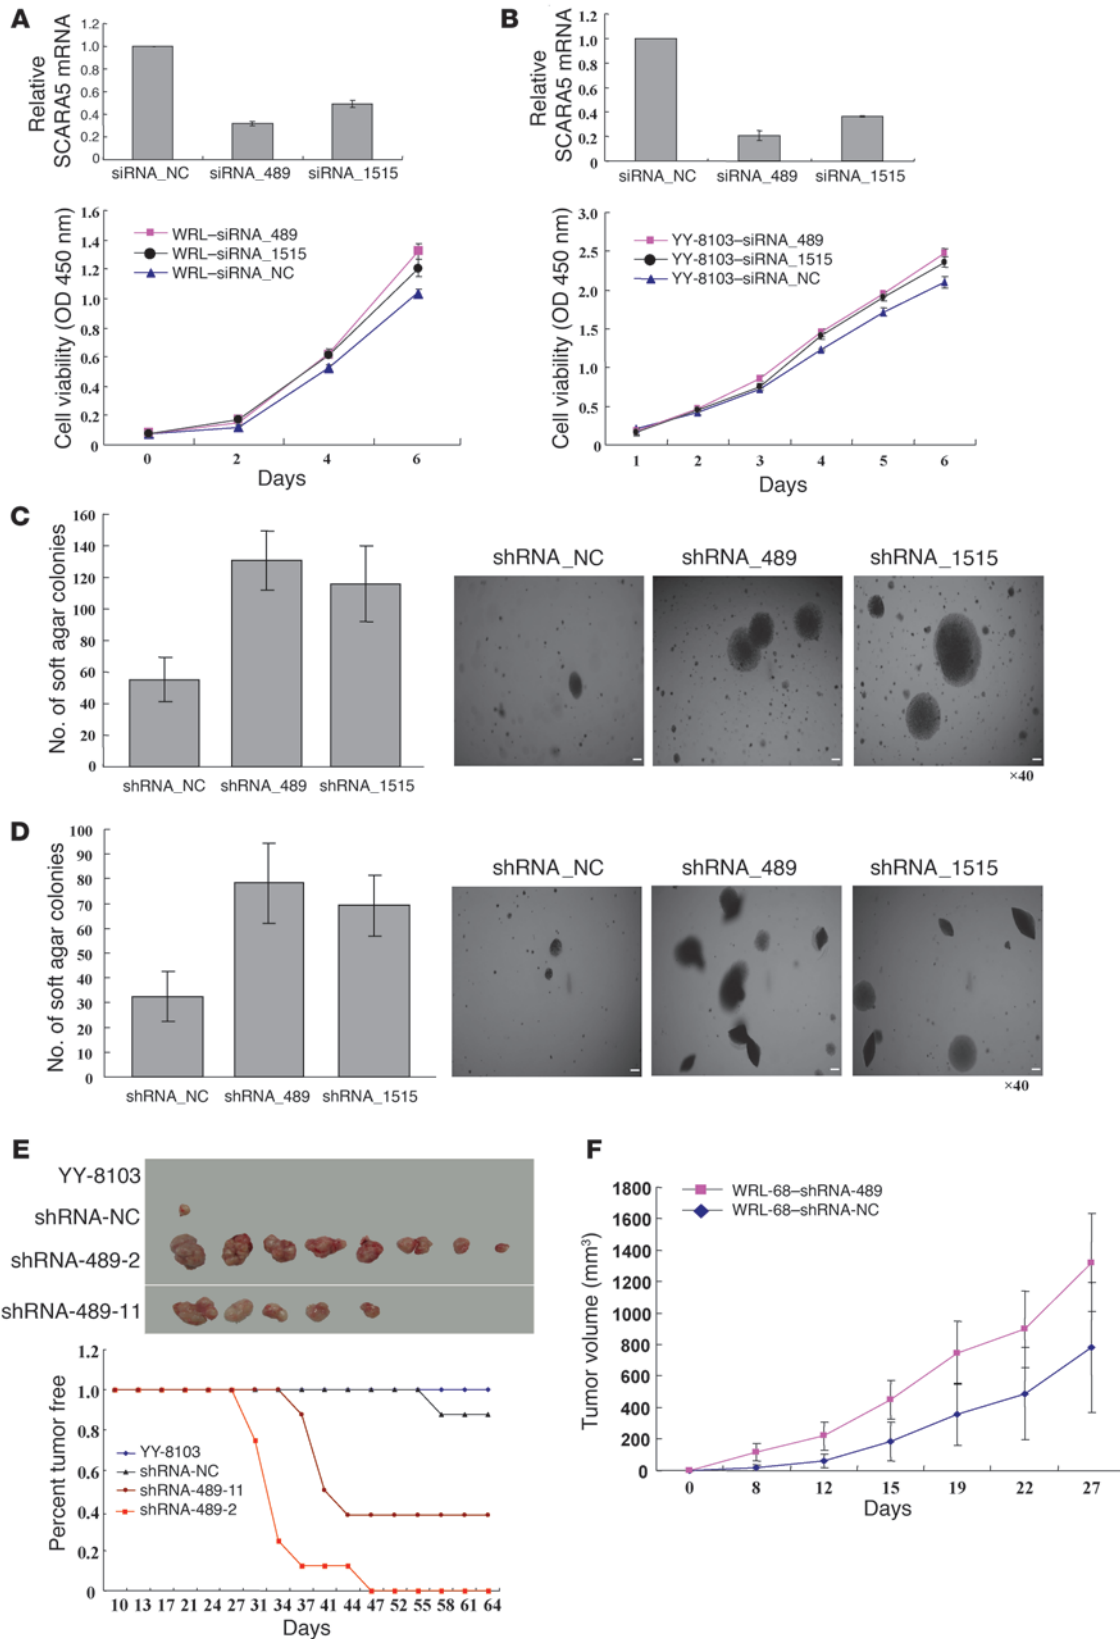 A
Relative
SCARA5 mRNA
1.2
1.0
0.8
0.6
0.4
0.2
0
siRNA_NC siRNA_489 siRNA_1515
Cell viability (OD 450 nm)
1.6
1.4
1.2
1.0
0.8
0.6
0.4
0.2
0
WRL–siRNA_489
WRL–siRNA_1515
WRL–siRNA_NC
0 2 4 6
Days
B
Relative
SCARA5 mRNA
1.2
1.0
0.8
0.6
0.4
0.2
0
siRNA_NC siRNA_489 siRNA_1515
Cell viability (OD 450 nm)
3.0
2.5
2.0
1.5
1.0
0.5
0
YY-8103–siRNA_489
YY-8103–siRNA_1515
YY-8103–siRNA_NC
1 2 3 4 5 6
Days
C
No. of soft agar colonies
160
140
120
100
80
60
40
20
0
shRNA_NC shRNA_489 shRNA_1515
shRNA_NC shRNA_489 shRNA_1515
×40
D
No. of soft agar colonies
100
90
80
70
60
50
40
30
20
10
0
shRNA_NC shRNA_489 shRNA_1515
shRNA_NC shRNA_489 shRNA_1515
×40
E
YY-8103
shRNA-NC
shRNA-489-2
shRNA-489-11
Percent tumor free
1.2
1.0
0.8
0.6
0.4
0.2
0
YY-8103
shRNA-NC
shRNA-489-11
shRNA-489-2
10 13 17 21 24 27 31 34 37 41 44 47 52 55 58 61 64
Days
F
Tumor volume (mm³)
1800
1600
1400
1200
1000
800
600
400
200
0
WRL-68–shRNA-489
WRL-68–shRNA-NC
0 8 12 15 19 22 27
Days